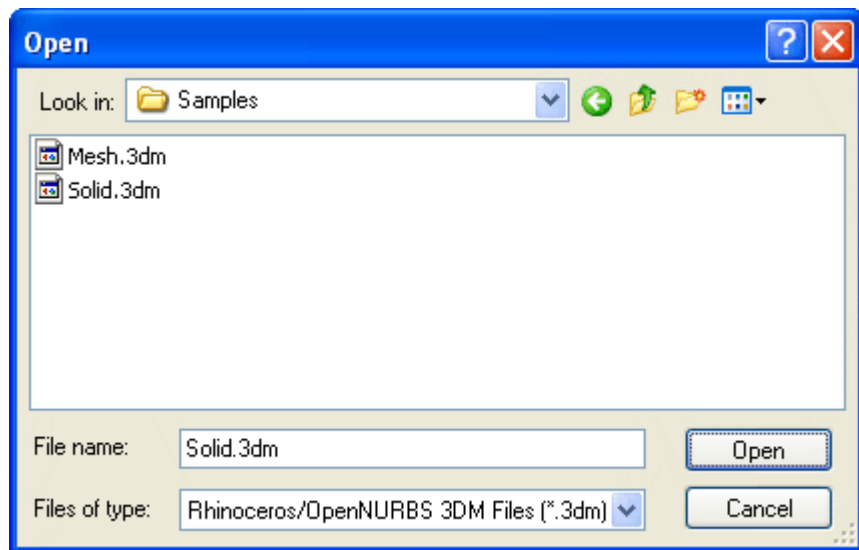 Open
Look in: Samples
Mesh.3dm
Solid.3dm
File name: Solid.3dm Open
Files of type: Rhinoceros/OpenNURBS 3DM Files (*.3dm) Cancel